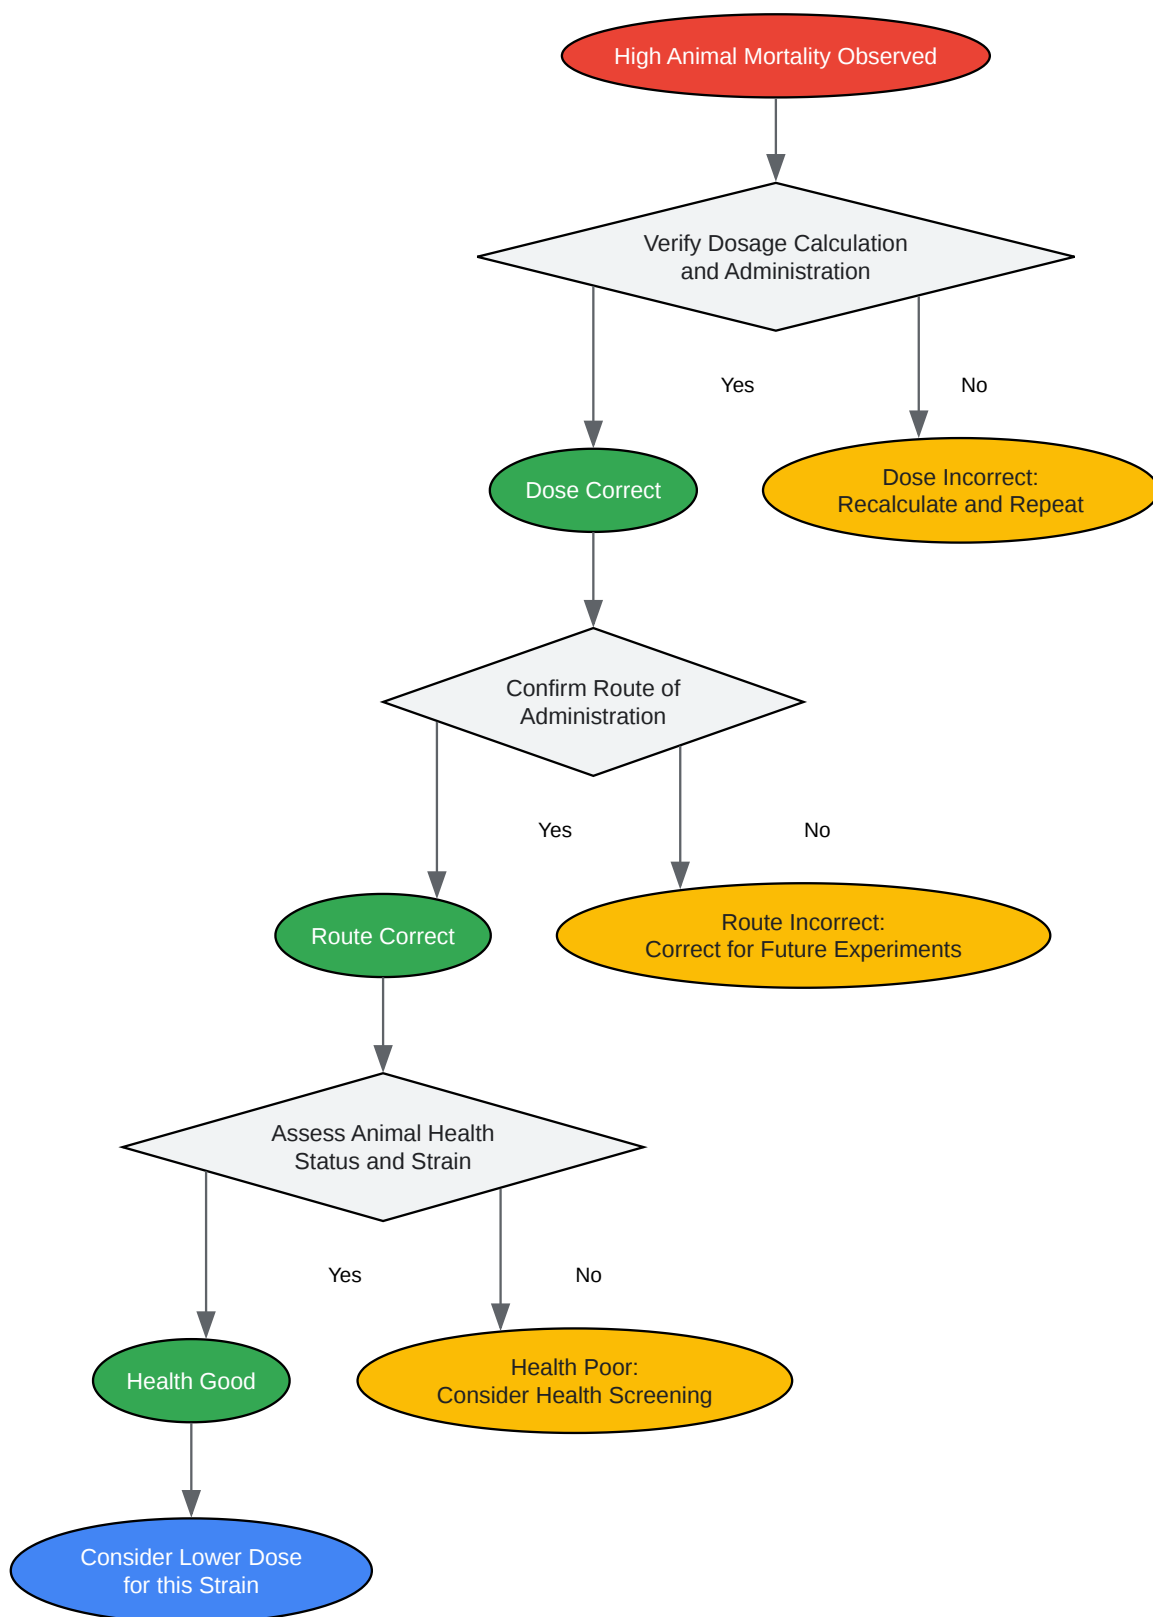 High Animal Mortality Observed
Verify Dosage Calculation
and Administration
Yes
No
Dose Correct
Dose Incorrect:
Recalculate and Repeat
Confirm Route of
Administration
Yes
No
Route Correct
Route Incorrect:
Correct for Future Experiments
Assess Animal Health
Status and Strain
Yes
No
Health Good
Health Poor:
Consider Health Screening
Consider Lower Dose
for this Strain